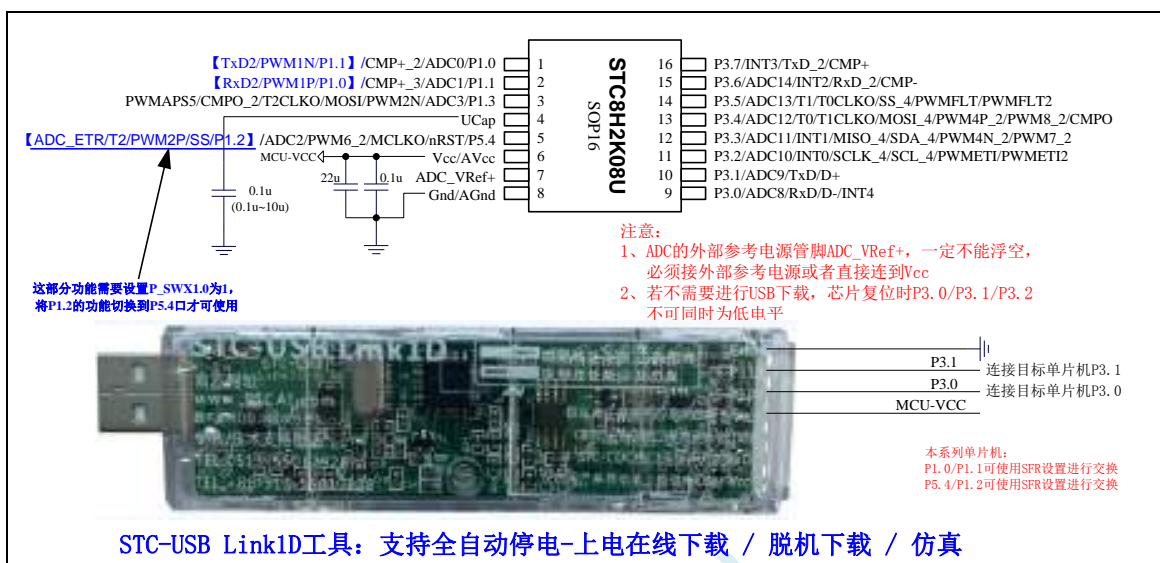 【TxD2/PWM1N/P1.1】/CMP+_2/ADC0/P1.0
【RxD2/PWM1P/P1.0】/CMP+_3/ADC1/P1.1
PWMAPS5/CMPO_2/T2CLKO/MOSI/PWM2N/ADC3/P1.3
UCap
【ADC_ETR/T2/PWM2P/SS/P1.2】/ADC2/PWM6_2/MCLKO/nRST/P5.4
MCU-VCC
Vcc/AVcc
22u
0.1u
ADC_VRef+
Gnd/AGnd
0.1u
(0.1u~10u)
1
2
3
4
5
6
7
8
STC8H2K08U
SOP16
16
15
14
13
12
11
10
9
P3.7/INT3/TxD_2/CMP+
P3.6/ADC14/INT2/RxD_2/CMP-
P3.5/ADC13/T1/T0CLKO/SS_4/PWMFLT/PWMFLT2
P3.4/ADC12/T0/T1CLKO/MOSI_4/PWM4P_2/PWM8_2/CMPO
P3.3/ADC11/INT1/MISO_4/SDA_4/PWM4N_2/PWM7_2
P3.2/ADC10/INT0/SCLK_4/SCL_4/PWMETI/PWMETI2
P3.1/ADC9/TxD/D+
P3.0/ADC8/RxD/D-/INT4
注意:
1、ADC的外部参考电源管脚ADC_VRef+，一定不能浮空，
必须接外部参考电源或者直接连到Vcc
2、若不需要进行USB下载，芯片复位时P3.0/P3.1/P3.2
不可同时为低电平
这部分功能需要设置P_SWX1.0为1,
将P1.2的功能切换到P5.4口才可使用
STC-USB Link1D
P3.1
连接目标单片机P3.1
P3.0
连接目标单片机P3.0
MCU-VCC
本系列单片机:
P1.0/P1.1可使用SFR设置进行交换
P5.4/P1.2可使用SFR设置进行交换
STC-USB Link1D工具：支持全自动停电-上电在线下载 / 脱机下载 / 仿真